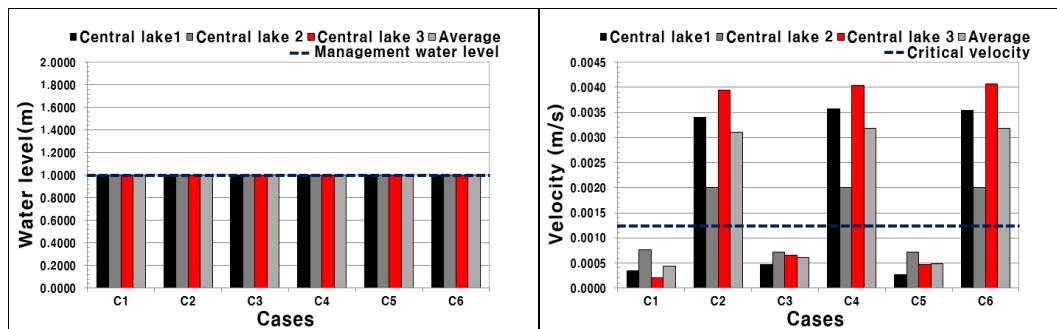 Central lake1 Central lake 2 Central lake 3 Average
Management water level
Water level(m)
2.0000
1.8000
1.6000
1.4000
1.2000
1.0000
0.8000
0.6000
0.4000
0.2000
0.0000
C1 C2 C3 C4 C5 C6
Cases
Central lake1 Central lake 2 Central lake 3 Average
Critical velocity
Velocity (m/s)
0.0045
0.0040
0.0035
0.0030
0.0025
0.0020
0.0015
0.0010
0.0005
0.0000
C1 C2 C3 C4 C5 C6
Cases